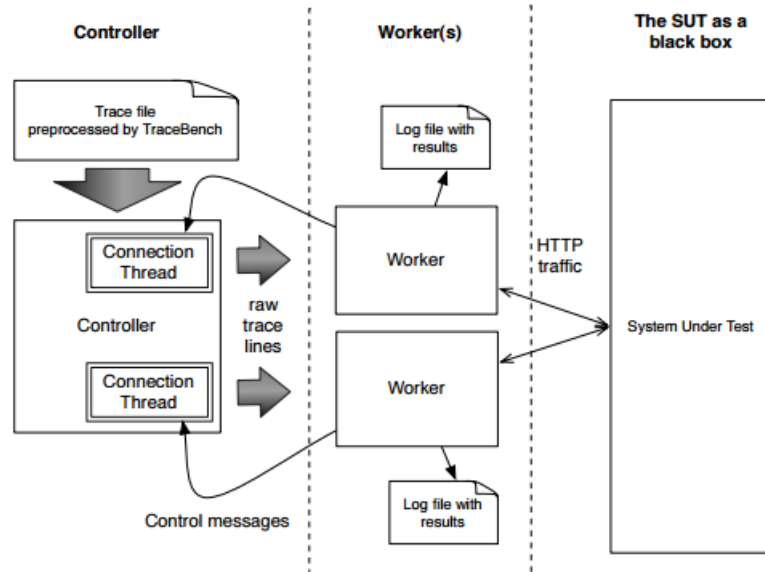 Controller
Worker(s)
The SUT as a
black box
Trace file
preprocessed by TraceBench
Log file with
results
Connection
Thread
Worker
HTTP
traffic
raw
trace
lines
Controller
System Under Test
Connection
Thread
Worker
Log file with
results
Control messages